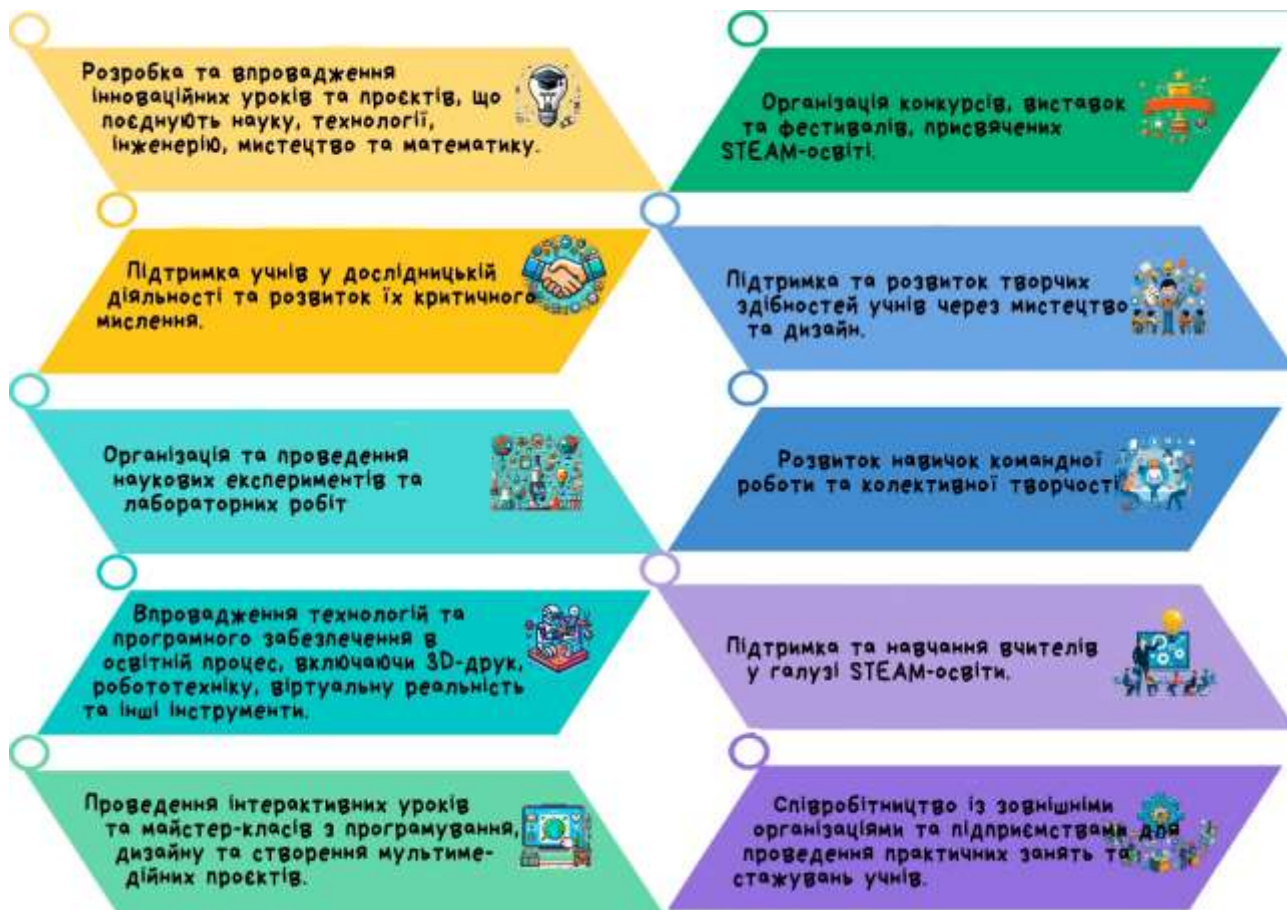 Розробка та впровадження
інноваційних уроків та проєктів, що
поєднують науку, технології,
інженерію, мистецтво та математику.
Підтримка учнів у дослідницькій
діяльності та розвиток їх критичного
мислення.
Організація та проведення
наукових експериментів та
лабораторних робіт
Впровадження технологій та
програмного забезпечення в
освітній процес, включаючи 3D-друк,
робототехніку, віртуальну реальність
та інші інструменти.
Проведення інтерактивних уроків
та майстер-класів з програмування,
дизайну та створення мультиме-
дійних проєктів.
Організація конкурсів, виставок
та фестивалів, присвячених
STEAM-освіті.
Підтримка та розвиток творчих
здібностей учнів через мистецтво
та дизайн.
Розвиток навичок командної
роботи та колективної творчості
Підтримка та навчання вчителів
у галузі STEAM-освіти.
Співробітництво із зовнішніми
організаціями та підприємствами для
проведення практичних занять та
стажувань учнів.